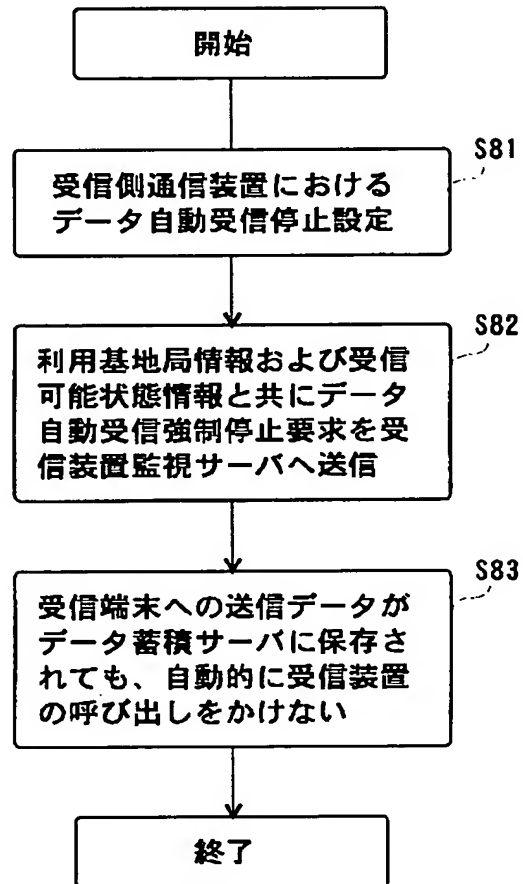 開始
S81
受信側通信装置における
データ自動受信停止設定
S82
利用基地局情報および受信
可能状態情報と共にデータ
自動受信強制停止要求を受
信装置監視サーバへ送信
S83
受信端末への送信データが
データ蓄積サーバに保存さ
れても、自動的に受信装置
の呼び出しをかけない
終了